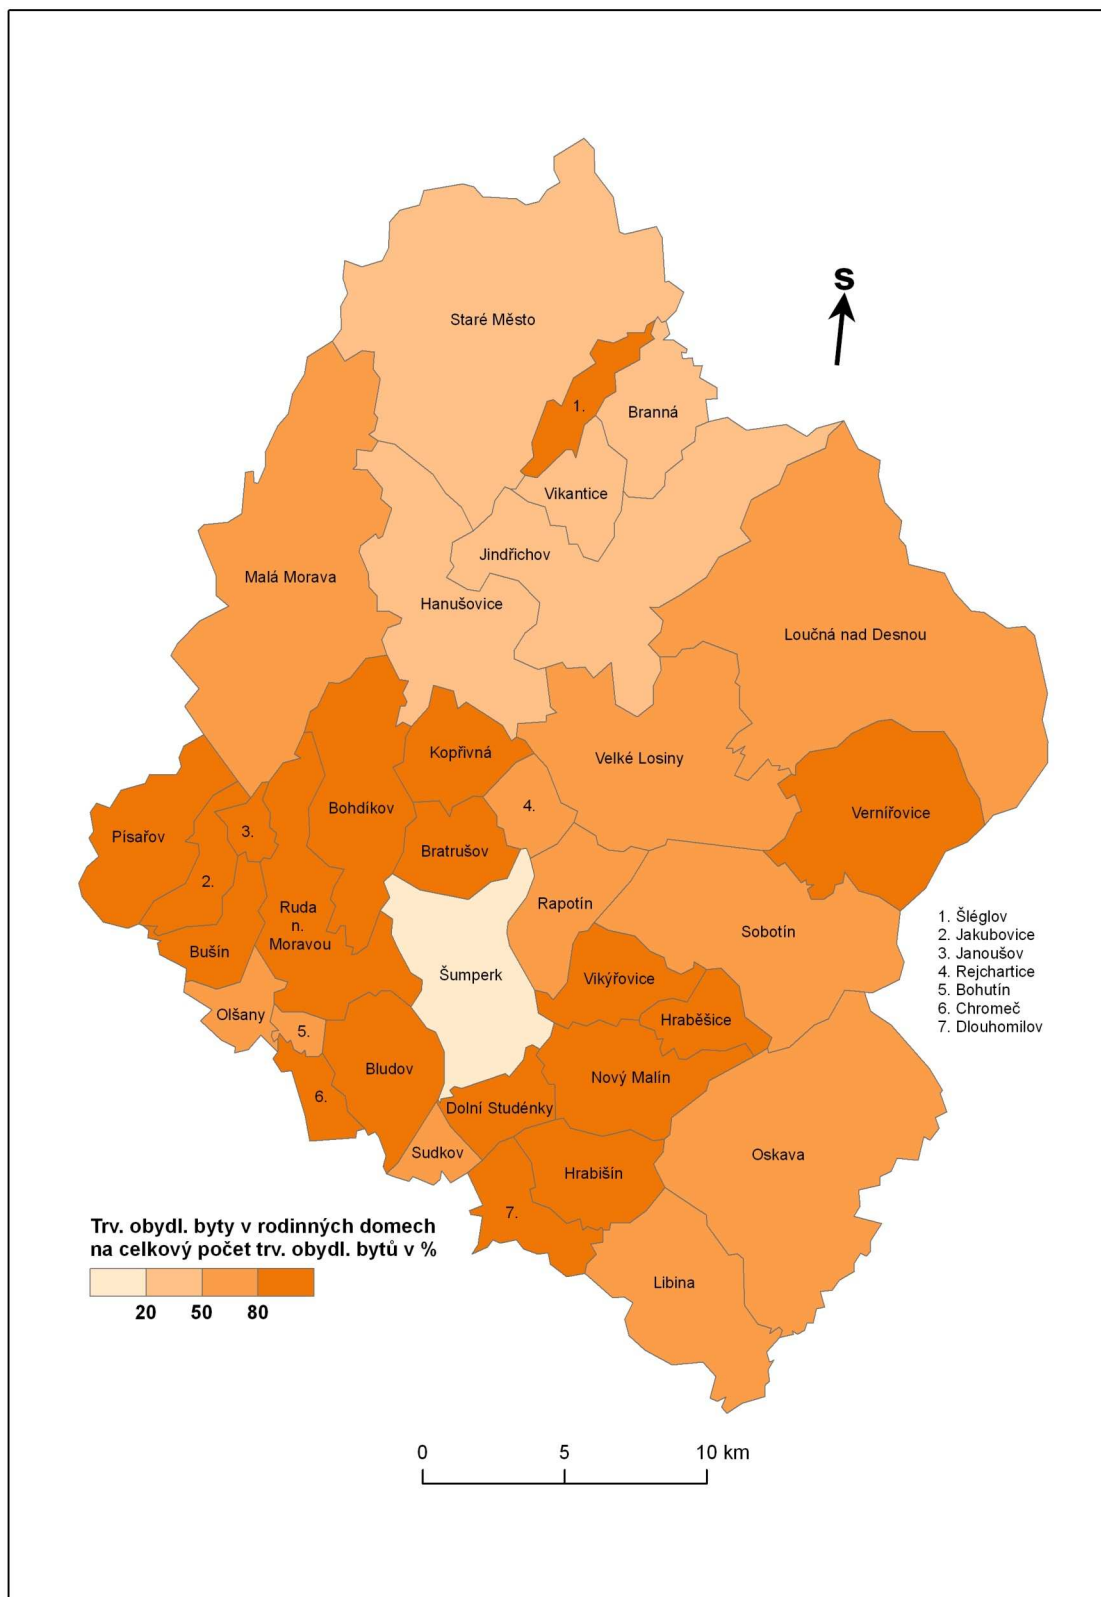 S
Staré Město
1.
Branná
Vikantice
Jindřichov
Malá Morava
Hanušovice
Loučná nad Desnou
Kopřivná
Velké Losiny
Bohdíkov
4.
Vernířovice
Písařov
3.
Bratrušov
2.
Ruda
n.
Moravou
Rapotín
Sobotín
Bušín
Šumperk
Vikýřovice
Olšany
5.
Hraběšice
Bludov
Nový Malín
6.
Dolní Studénky
Sudkov
Hrabišín
Oskava
7.
Libina
1. Šléglov
2. Jakubovice
3. Janoušov
4. Rejchartice
5. Bohutín
6. Chromeč
7. Dlouhomilov
Trv. obydl. byty v rodinných domech
na celkový počet trv. obydl. bytů v %
20 50 80
0 5 10 km